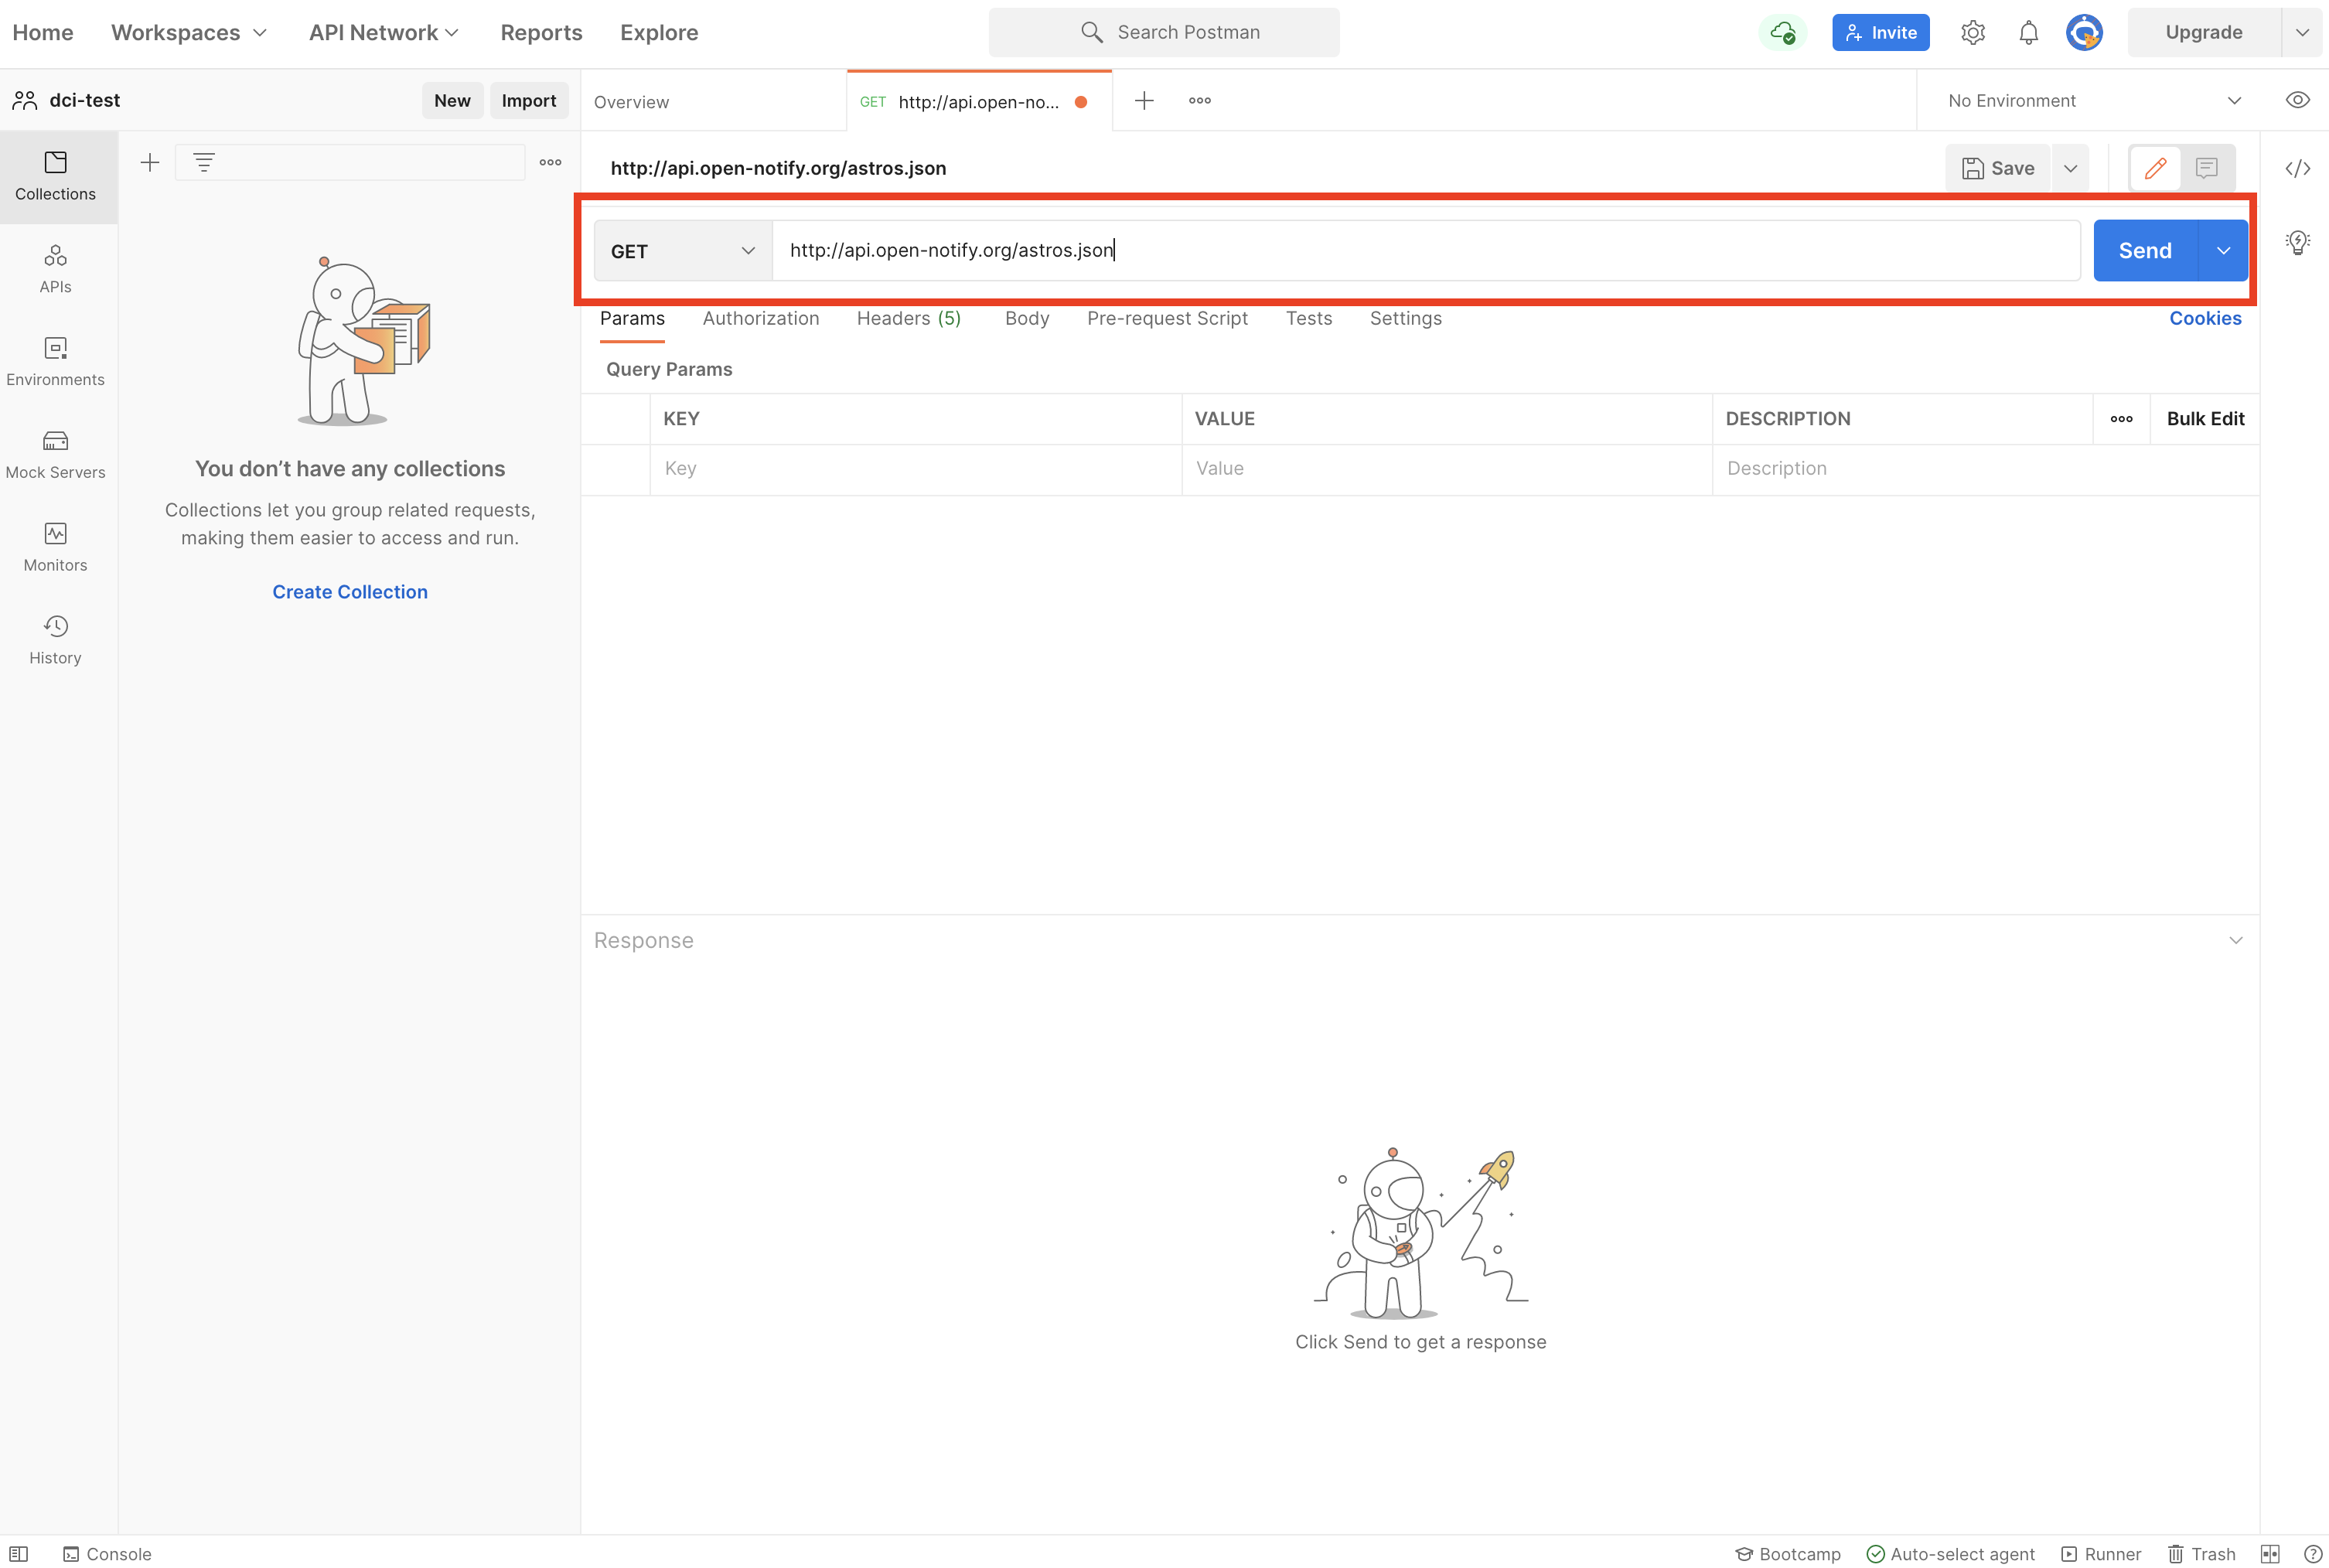 Home Workspaces API Network Reports Explore Search Postman Invite Upgrade
dci-test New Import Overview GET http://api.open-no... No Environment
http://api.open-notify.org/astros.json Save
GET http://api.open-notify.org/astros.json Send
Params Authorization Headers (5) Body Pre-request Script Tests Settings Cookies
Query Params
KEY VALUE DESCRIPTION Bulk Edit
Key Value Description
Collections
APIs
Environments
Mock Servers
Monitors
History
You don’t have any collections
Collections let you group related requests,
making them easier to access and run.
Create Collection
Response
Click Send to get a response
Console Bootcamp Auto-select agent Runner Trash